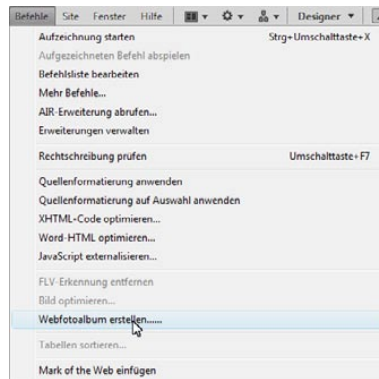 Befehle Site Fenster Hilfe Designer
Aufzeichnung starten Strg+Umschalttaste+X
Aufgezeichneten Befehl abspielen
Befehlsliste bearbeiten
Mehr Befehle...
AIR-Erweiterung abrufen...
Erweiterungen verwalten
Rechtschreibung prüfen Umschalttaste+F7
Quellenformatierung anwenden
Quellenformatierung auf Auswahl anwenden
XHTML-Code optimieren...
Word-HTML optimieren...
JavaScript externalisieren...
FLV-Erkennung entfernen
Bild optimieren...
Webfotoalbum erstellen......
Tabellen sortieren...
Mark of the Web einfügen